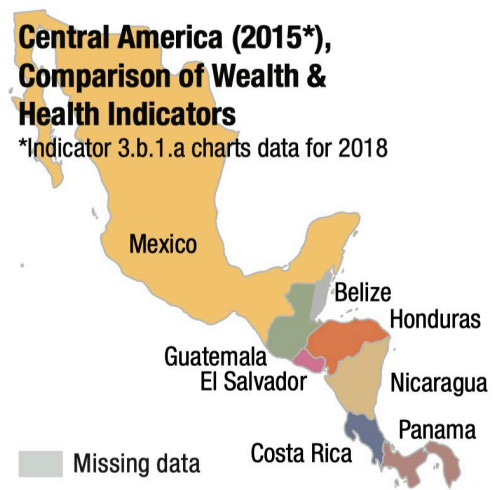 Central America (2015*),
Comparison of Wealth &
Health Indicators
*Indicator 3.b.1.a charts data for 2018
Mexico
Belize
Honduras
Guatemala
El Salvador
Nicaragua
Panama
Costa Rica
Missing data